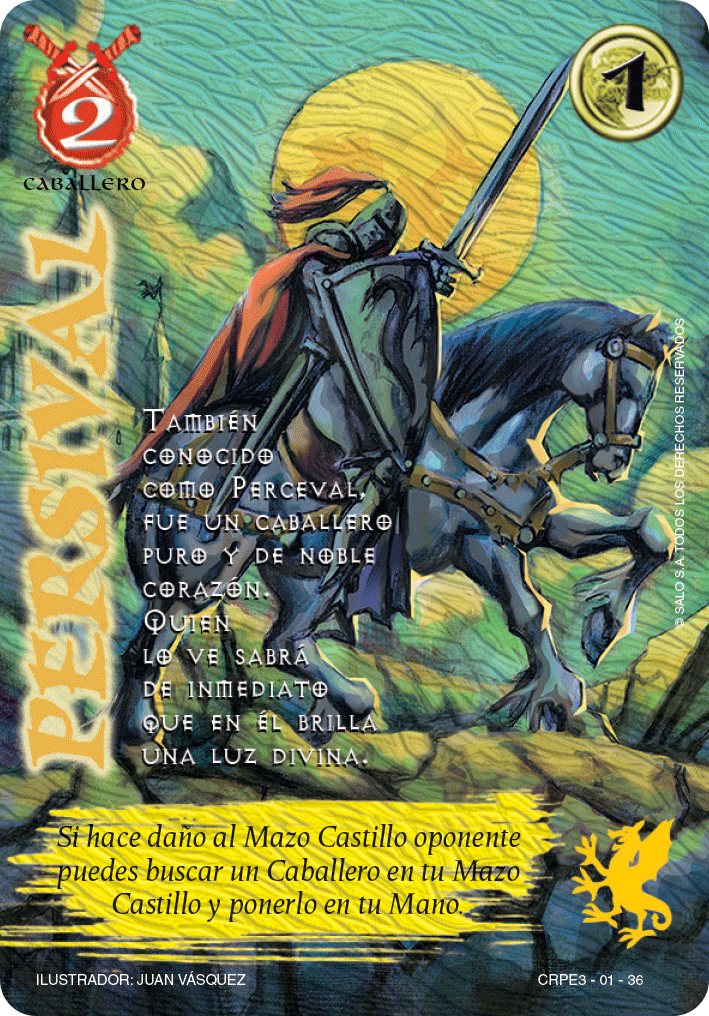 2
1
CABALLERO
PERSIVAL
También
conocido
como Perceval,
fue un caballero
puro y de noble
corazón.
Quien
lo ve sabrá
de inmediato
que en él brilla
una luz divina.
© SALO S.A. TODOS LOS DERECHOS RESERVADOS
Si hace daño al Mazo Castillo oponente
puedes buscar un Caballero en tu Mazo
Castillo y ponerlo en tu Mano.
ILUSTRADOR: JUAN VÁSQUEZ
CRPE3 - 01 - 36